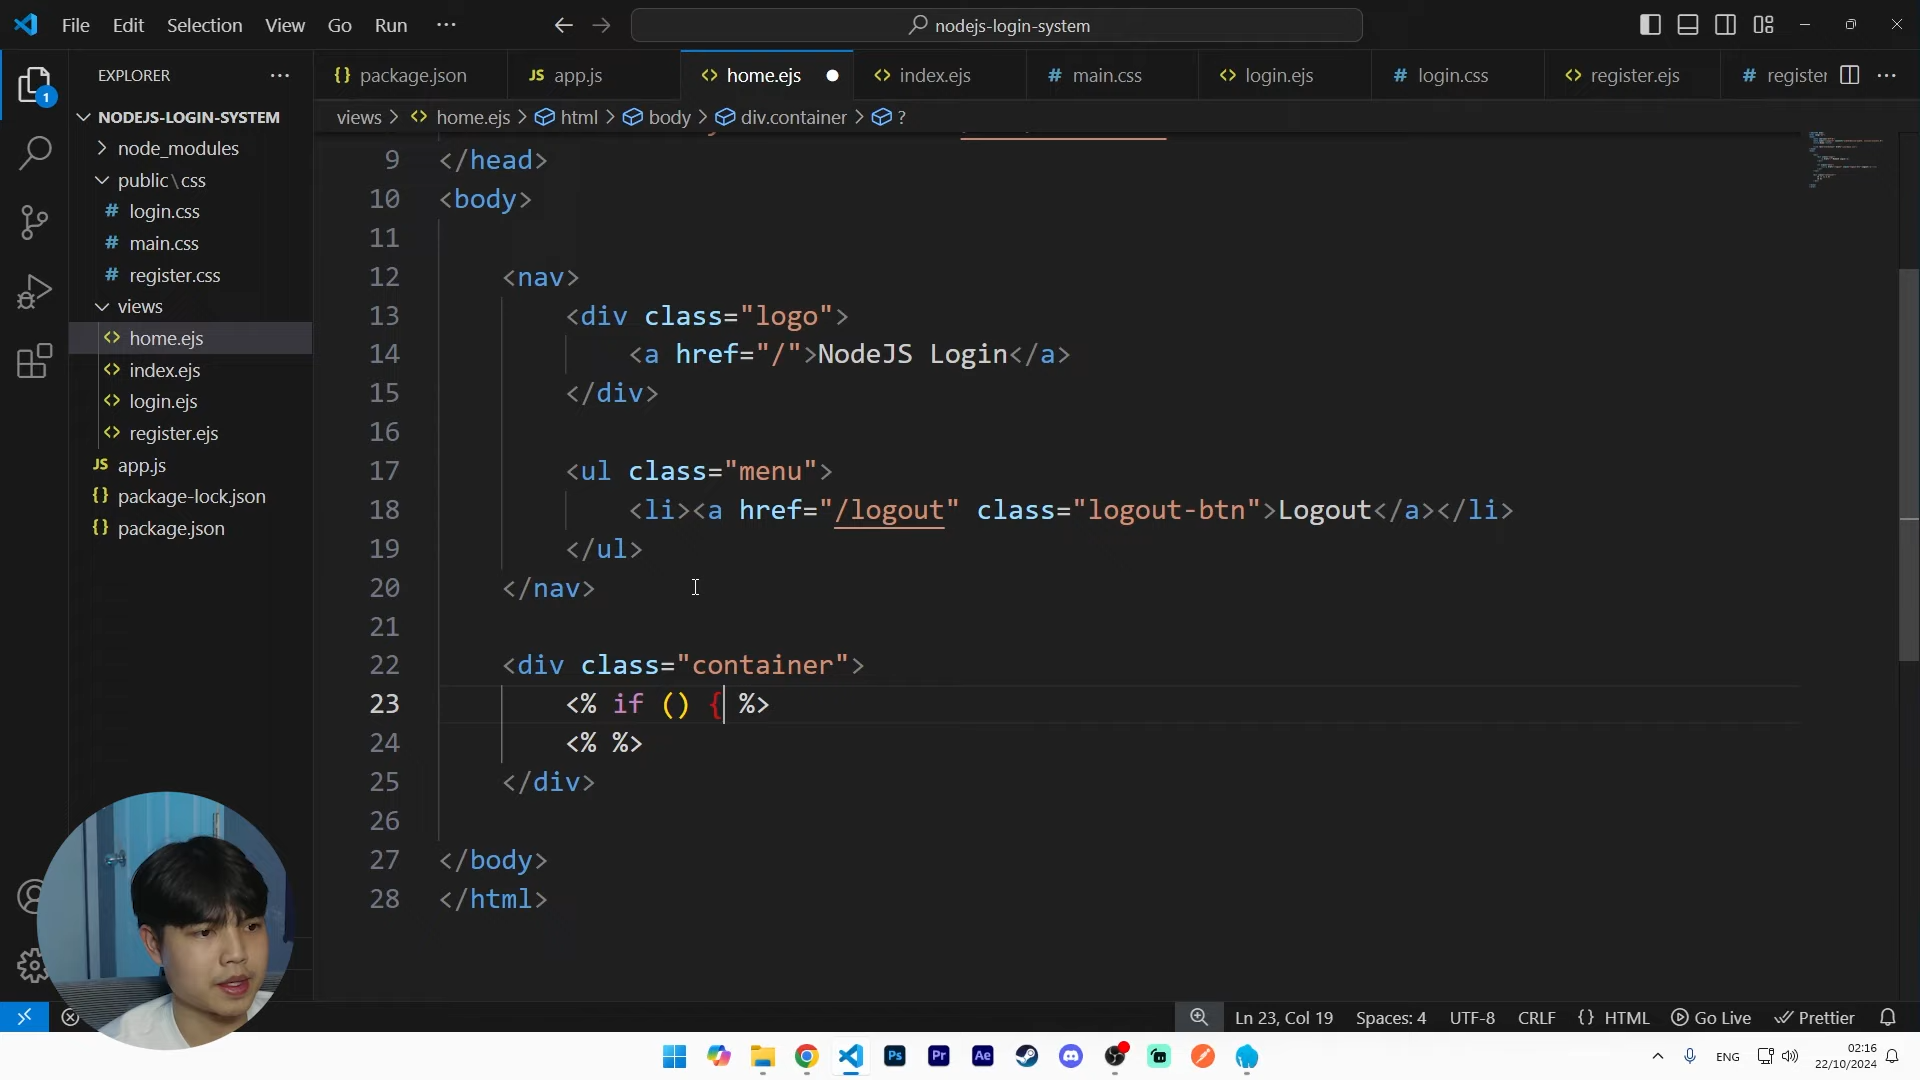 File Edit Selection View Go Run ···
nodejs-login-system
EXPLORER ···
{} package.json
JS app.js
<> home.ejs
<> index.ejs
# main.css
<> login.ejs
# login.css
<> register.ejs
# register
views > <> home.ejs > html > body > div.container > ?
1
NODEJS-LOGIN-SYSTEM
node_modules
public\css
# login.css
# main.css
# register.css
views
<> home.ejs
<> index.ejs
<> login.ejs
<> register.ejs
JS app.js
{} package-lock.json
{} package.json
9 </head>
10 <body>
11
12 <nav>
13 <div class="logo">
14 <a href="/">NodeJS Login</a>
15 </div>
16
17 <ul class="menu">
18 <li><a href="/logout" class="logout-btn">Logout</a></li>
19 </ul>
20 </nav>
21
22 <div class="container">
23 <% if () { %>
24 <% %>
25 </div>
26
27 </body>
28 </html>
Ln 23, Col 19 Spaces: 4 UTF-8 CRLF {} HTML Go Live Prettier
Ps Pr Ae
ENG
02:16
22/10/2024